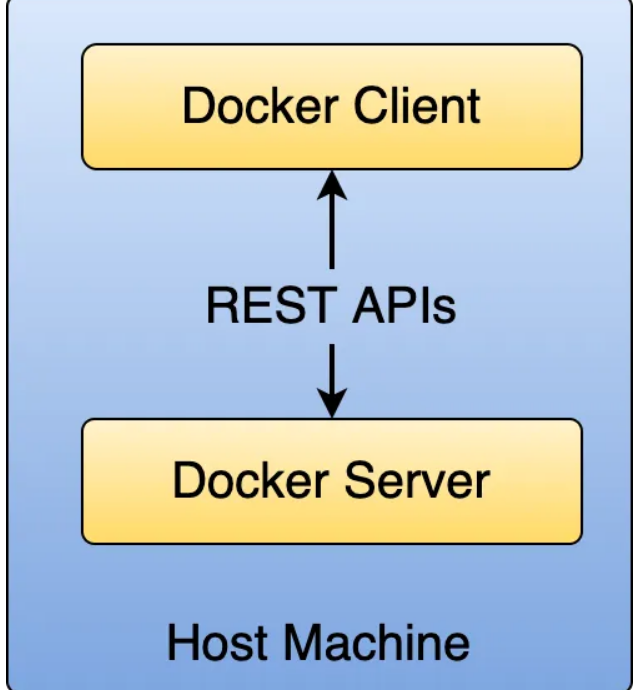 Docker Client
REST APIs
Docker Server
Host Machine